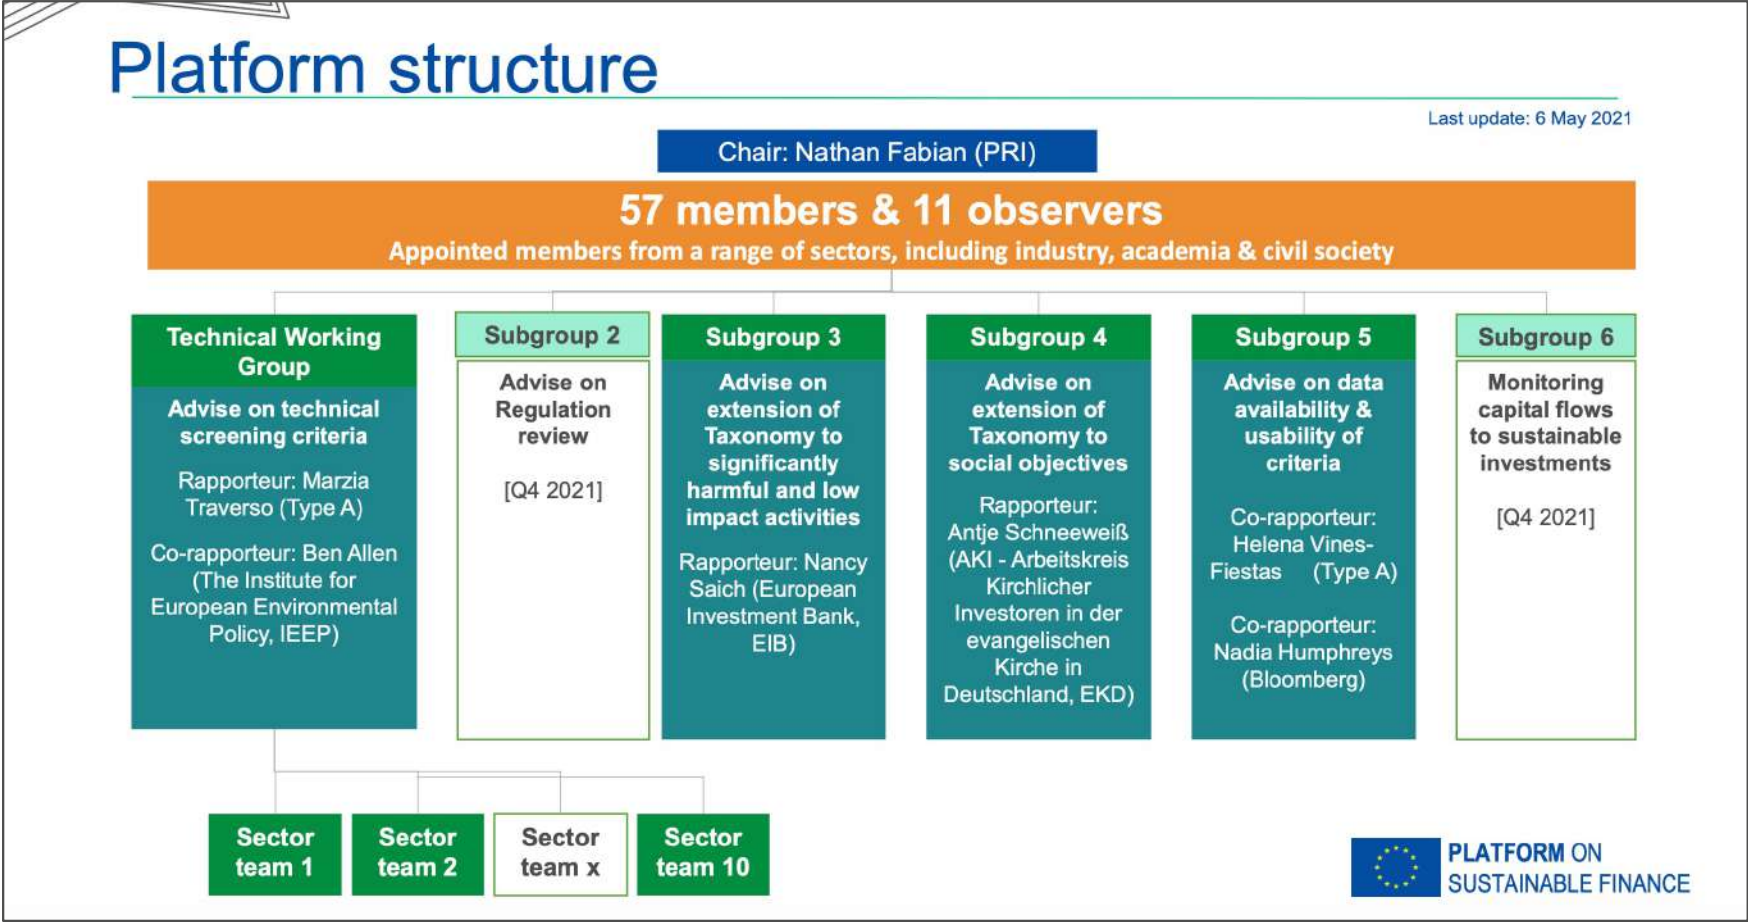 Platform structure
Last update: 6 May 2021
Chair: Nathan Fabian (PRI)
57 members & 11 observers
Appointed members from a range of sectors, including industry, academia & civil society
Technical Working
Group
Advise on technical
screening criteria
Rapporteur: Marzia
Traverso (Type A)
Co-rapporteur: Ben Allen
(The Institute for
European Environmental
Policy, IEEP)
Subgroup 2
Advise on
Regulation
review
[Q4 2021]
Subgroup 3
Advise on
extension of
Taxonomy to
significantly
harmful and low
impact activities
Rapporteur: Nancy
Saich (European
Investment Bank,
EIB)
Subgroup 4
Advise on
extension of
Taxonomy to
social objectives
Rapporteur:
Antje Schneeweiß
(AKI - Arbeitskreis
Kirchlicher
Investoren in der
evangelischen
Kirche in
Deutschland, EKD)
Subgroup 5
Advise on data
availability &
usability of
criteria
Co-rapporteur:
Helena Vines-
Fiestas (Type A)
Co-rapporteur:
Nadia Humphreys
(Bloomberg)
Subgroup 6
Monitoring
capital flows
to sustainable
investments
[Q4 2021]
Sector
team 1
Sector
team 2
Sector
team x
Sector
team 10
PLATFORM ON
SUSTAINABLE FINANCE